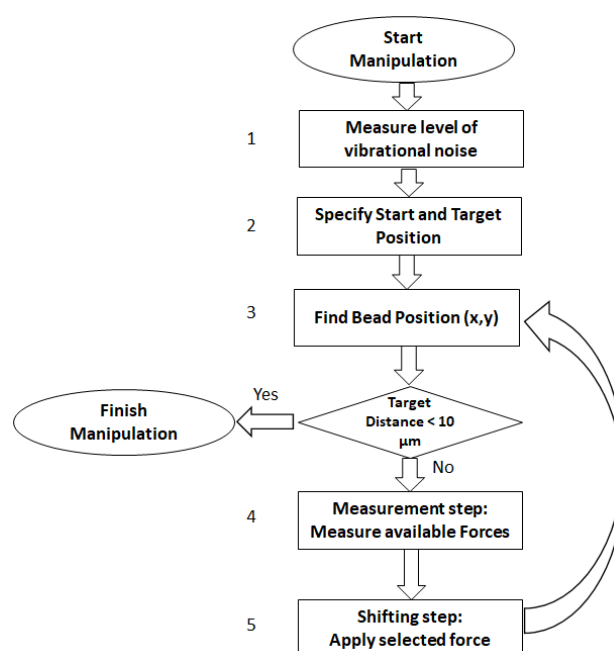 Start
Manipulation
1
Measure level of
vibrational noise
2
Specify Start and Target
Position
3
Find Bead Position (x,y)
Yes
Finish
Manipulation
Target
Distance < 10
µm
No
4
Measurement step:
Measure available Forces
5
Shifting step:
Apply selected force